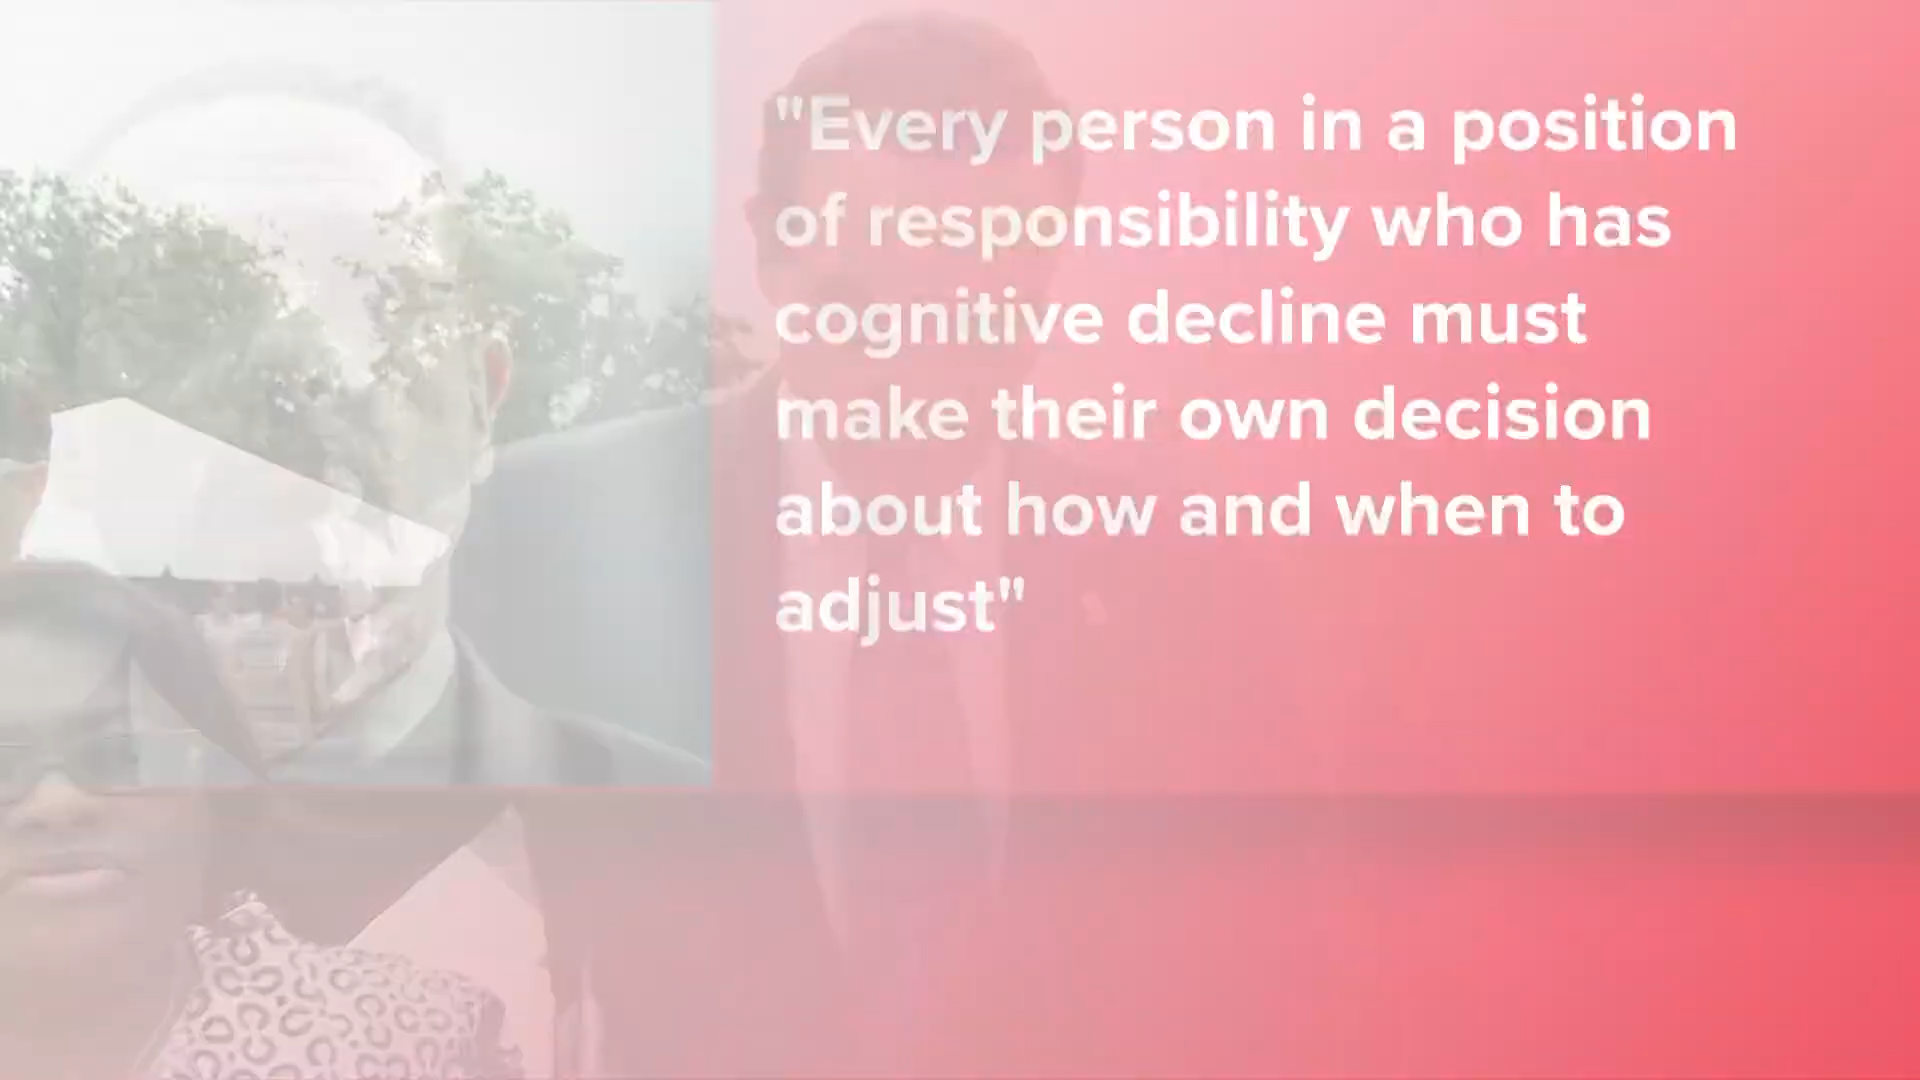 "Every person in a position
of responsibility who has
cognitive decline must
make their own decision
about how and when to
adjust"